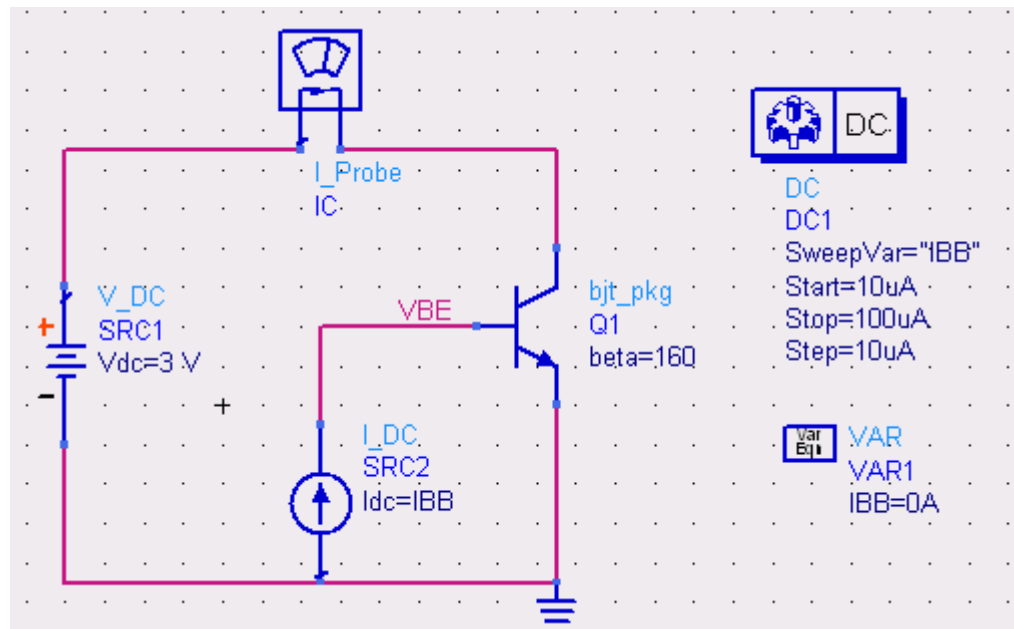 I_Probe
IC
V_DC
SRC1
Vdc=3 V
+
−
VBE
bjt_pkg
Q1
beta=160
I_DC
SRC2
Idc=IBB
DC
DC
DC1
SweepVar="IBB"
Start=10uA
Stop=100uA
Step=10uA
Var
Eqn
VAR
VAR1
IBB=0A